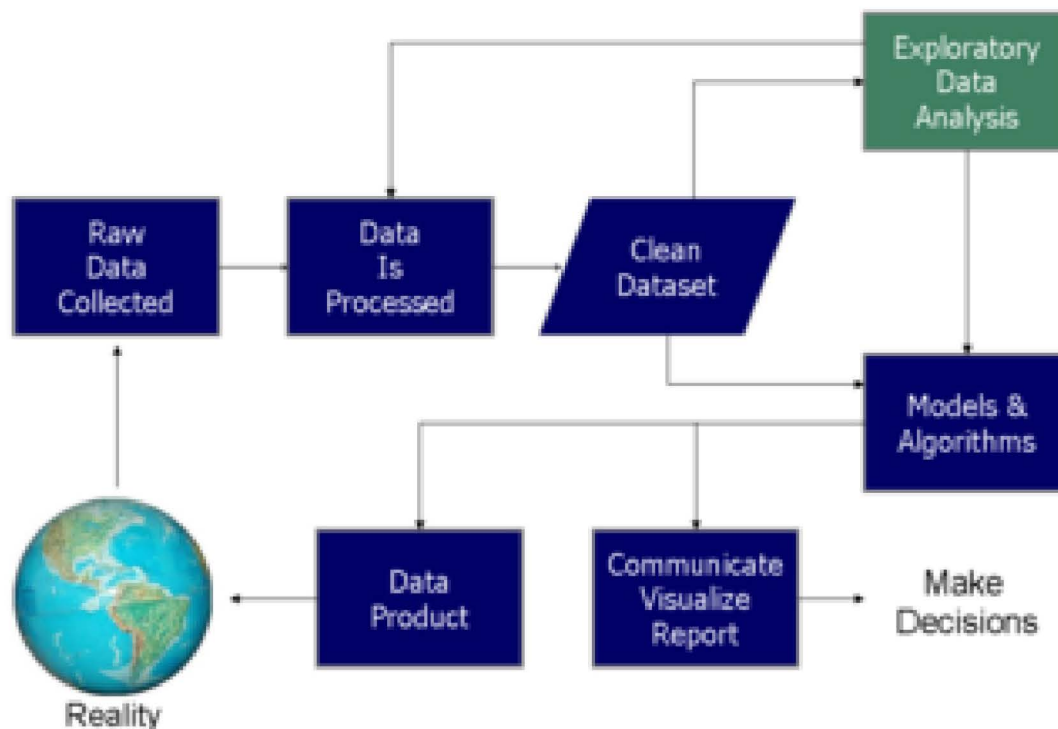 Exploratory
Data
Analysis
Raw
Data
Collected
Data
Is
Processed
Clean
Dataset
Models &
Algorithms
Data
Product
Communicate
Visualize
Report
Make
Decisions
Reality